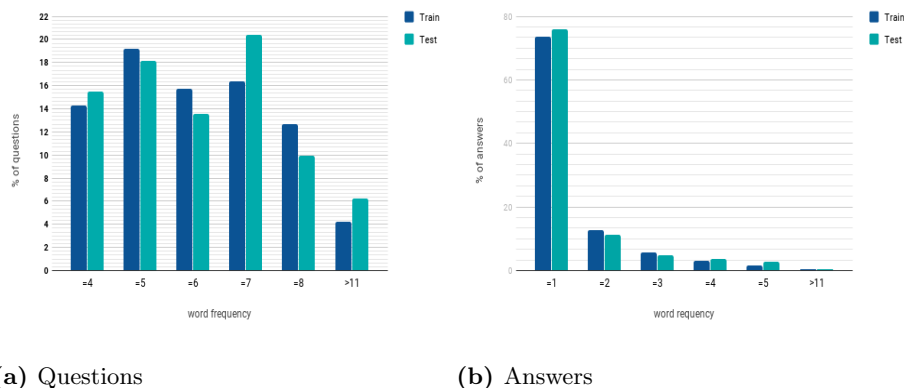 22
20
18
16
14
12
10
8
6
4
2
0
% of questions
=4 =5 =6 =7 =8 >11
word frequency
Train
Test
80
60
40
20
0
% of answers
=1 =2 =3 =4 =5 >11
word requency
Train
Test
a) Questions
(b) Answers